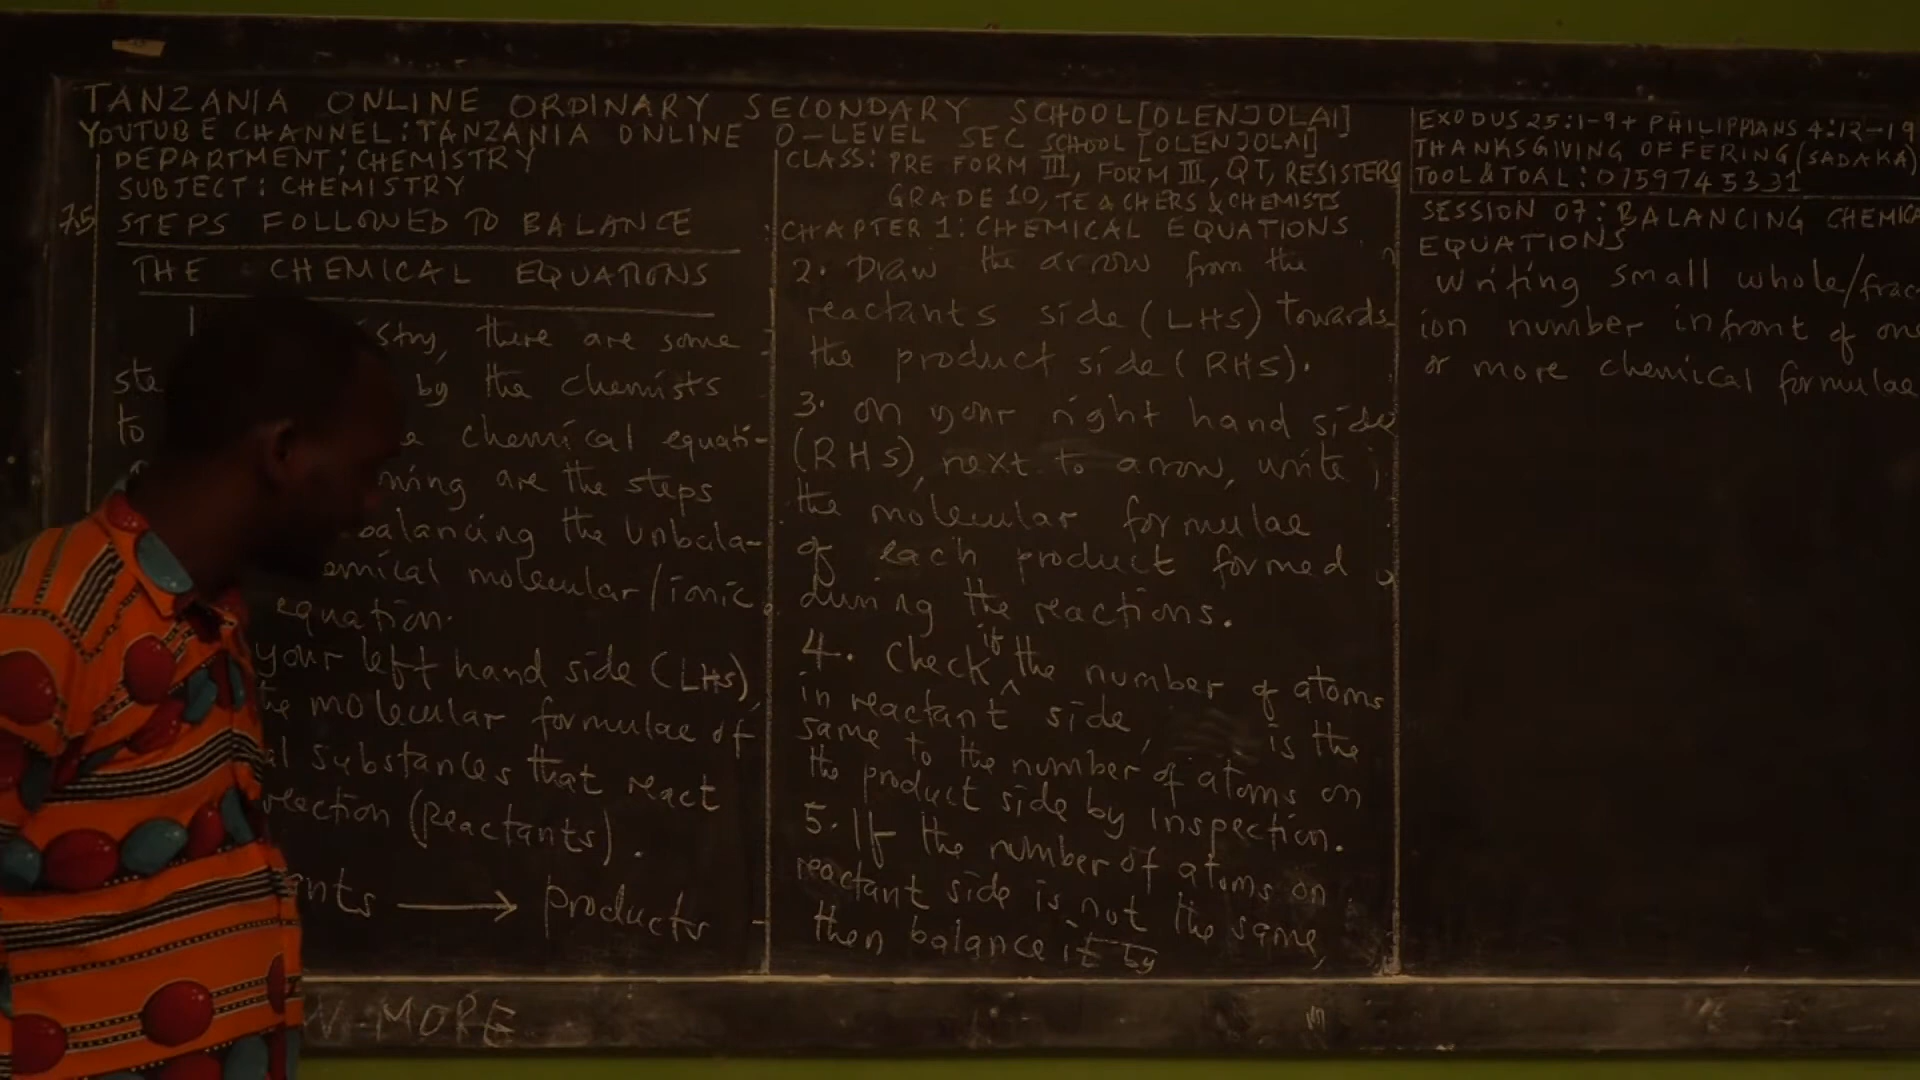 TANZANIA ONLINE ORDINARY SECONDARY SCHOOL[OLENJOLAI]
YOUTUBE CHANNEL: TANZANIA ONLINE O-LEVEL SEC SCHOOL [OLENJOLAI]
DEPARTMENT: CHEMISTRY
SUBJECT: CHEMISTRY
7.5 STEPS FOLLOWED TO BALANCE
THE CHEMICAL EQUATIONS
stry, there are some
ste by the chemists
to chemical equati-
are the steps
balancing the unbala-
emical molecular/ionic
equation.
your left hand side (LHS),
the molecular formulae of
al substances that react
reaction (Reactants).
ants → products
W MORE
CLASS: PRE FORM III, FORM III, QT, RESISTERS
GRADE 10, TEACHERS & CHEMISTS
CHAPTER 1: CHEMICAL EQUATIONS
2. Draw the arrow from the
reactants side (LHS) towards
the product side (RHS).
3. on your right hand side
(RHS), next to arrow, write
the molecular formulae
of each product formed
during the reactions.
4. Check if the number of atoms
in reactant side, is the
same to the number of atoms on
the product side by inspection.
5. If the number of atoms on
reactant side is not the same,
then balance it by
EXODUS 25:1-9 + PHILIPPIANS 4:12-19
THANKSGIVING OFFERING (SADAKA)
TOOL & TOAL: 0759745331
SESSION 07: BALANCING CHEMICA
EQUATIONS
Writing small whole/frac
ion number infront of one
or more chemical formulae